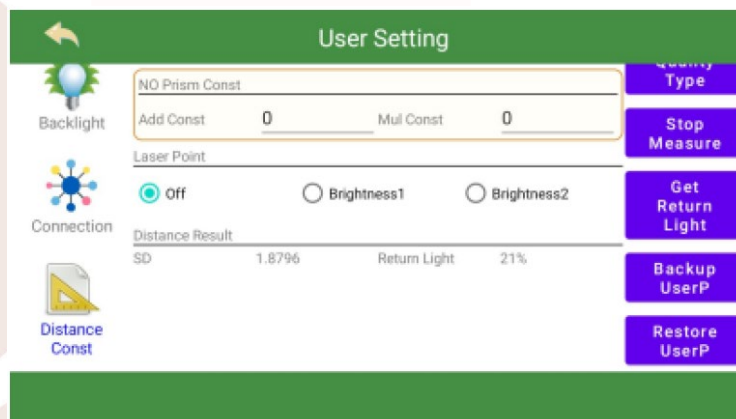 User Setting
Backlight
Connection
Distance
Const
NO Prism Const
Add Const 0 Mul Const 0
Laser Point
Off Brightness1 Brightness2
Distance Result
SD 1.8796 Return Light 21%
Quality
Type
Stop
Measure
Get
Return
Light
Backup
UserP
Restore
UserP